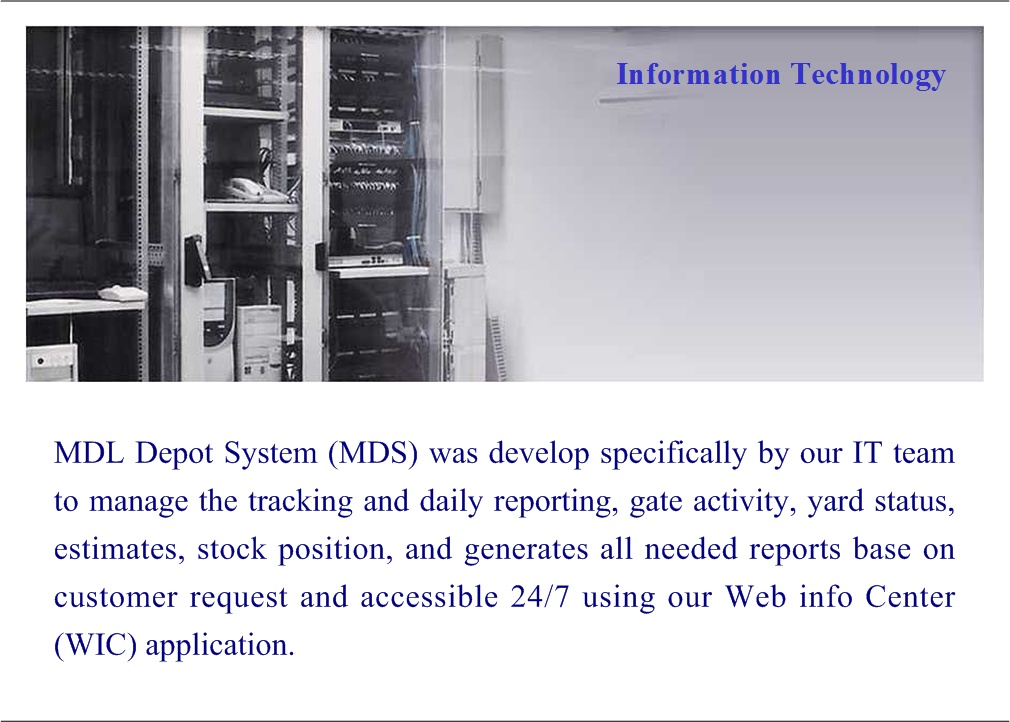 Information Technology
MDL Depot System (MDS) was develop specifically by our IT team
to manage the tracking and daily reporting, gate activity, yard status,
estimates, stock position, and generates all needed reports base on
customer request and accessible 24/7 using our Web info Center
(WIC) application.